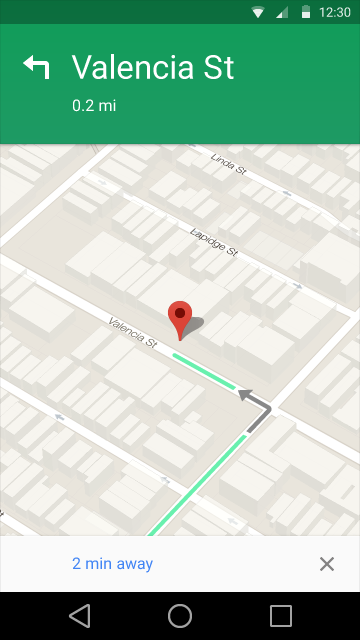 12:30
Valencia St
0.2 mi
Linda St
Lapidge St
Valencia St
2 min away